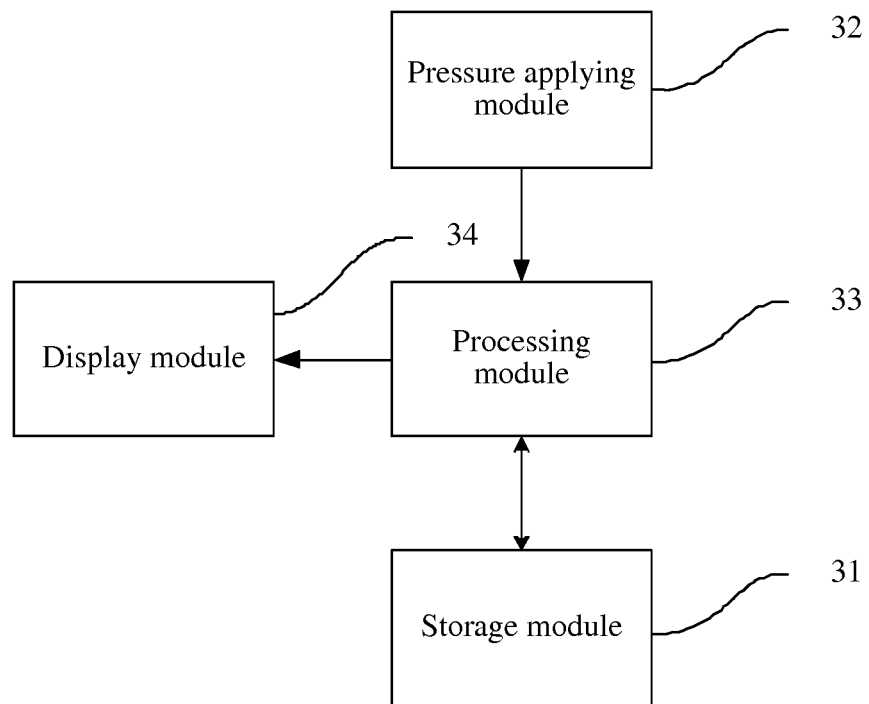 32
Pressure applying
module
34
33
Display module
Processing
module
31
Storage module